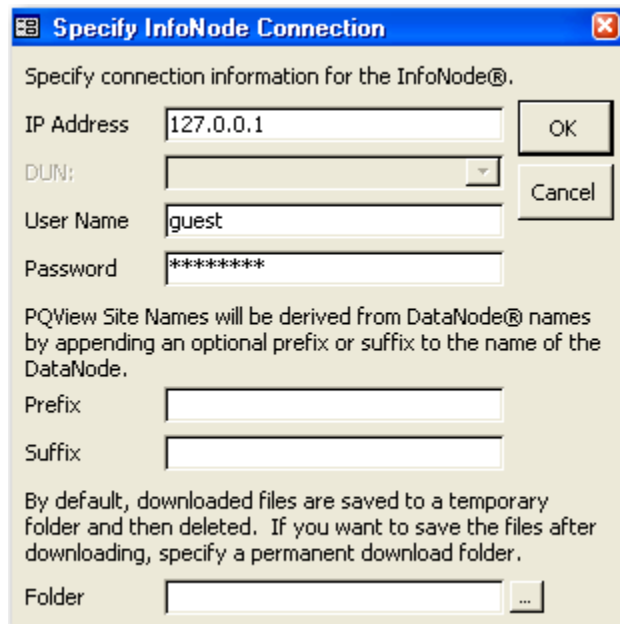 Specify InfoNode Connection
Specify connection information for the InfoNode®.
IP Address 127.0.0.1 OK
DUN:
Cancel
User Name guest
Password ********
PQView Site Names will be derived from DataNode® names
by appending an optional prefix or suffix to the name of the
DataNode.
Prefix
Suffix
By default, downloaded files are saved to a temporary
folder and then deleted. If you want to save the files after
downloading, specify a permanent download folder.
Folder ...